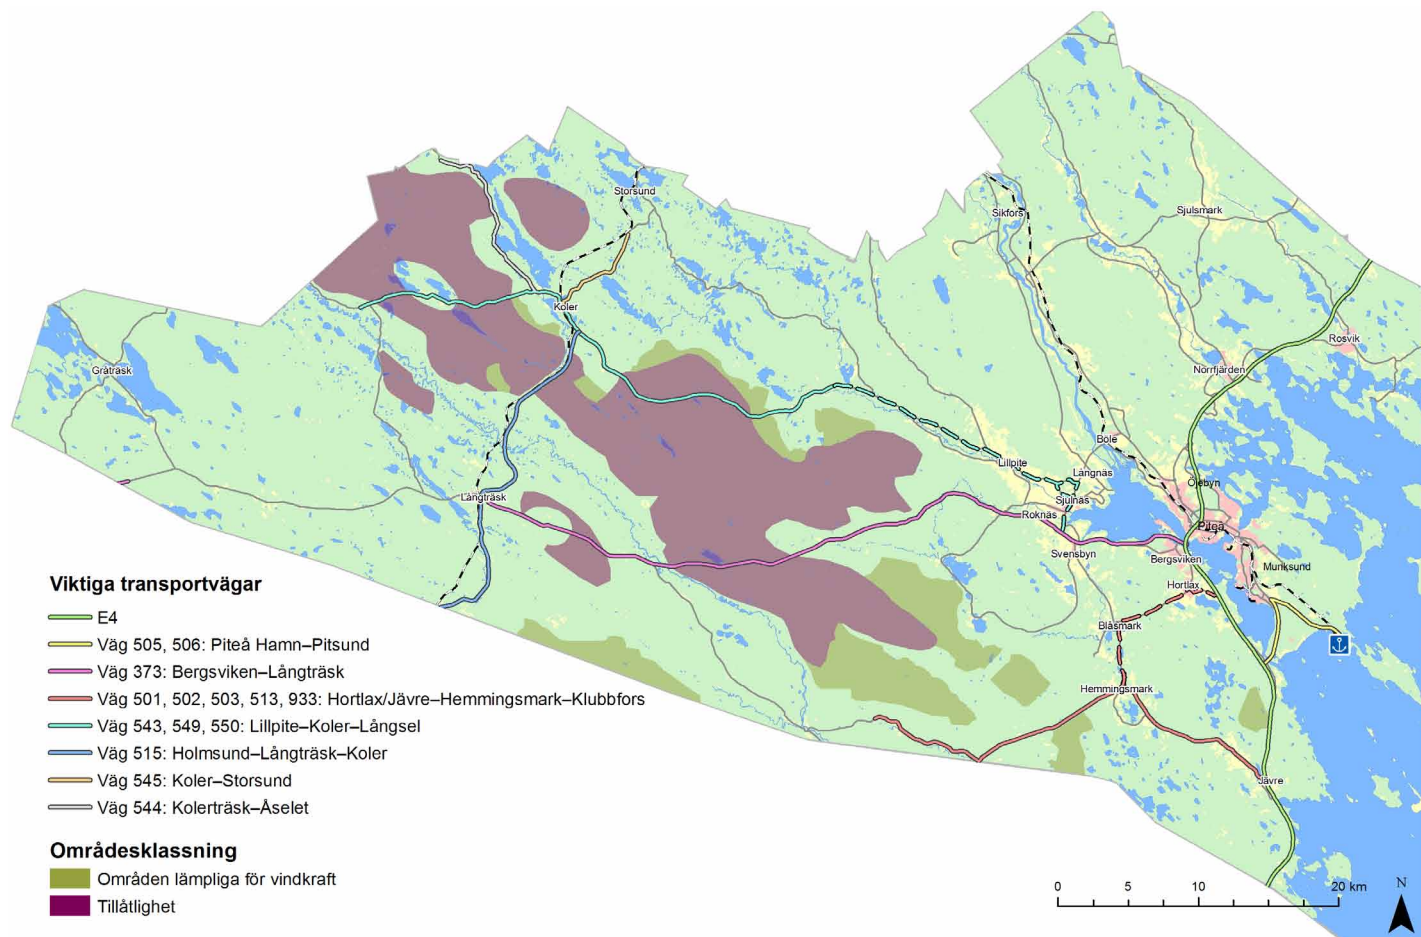 Storsund
Sikfors
Sjulsmark
Koler
Rosvik
Gråträsk
Norrfjärden
Böle
Lillpite
Långnäs
Öjebyn
Långträsk
Sjulnäs
Roknäs
Piteå
Svensbyn
Bergsviken
Munksund
Hortlax
Blåsmark
Hemmingsmark
Jävre
Viktiga transportvägar
E4
Väg 505, 506: Piteå Hamn–Pitsund
Väg 373: Bergsviken–Långträsk
Väg 501, 502, 503, 513, 933: Hortlax/Jävre–Hemmingsmark–Klubbfors
Väg 543, 549, 550: Lillpite–Koler–Långsel
Väg 515: Holmsund–Långträsk–Koler
Väg 545: Koler–Storsund
Väg 544: Kolerträsk–Åselet
Områdesklassning
Områden lämpliga för vindkraft
Tillåtlighet
0 5 10 20 km
N